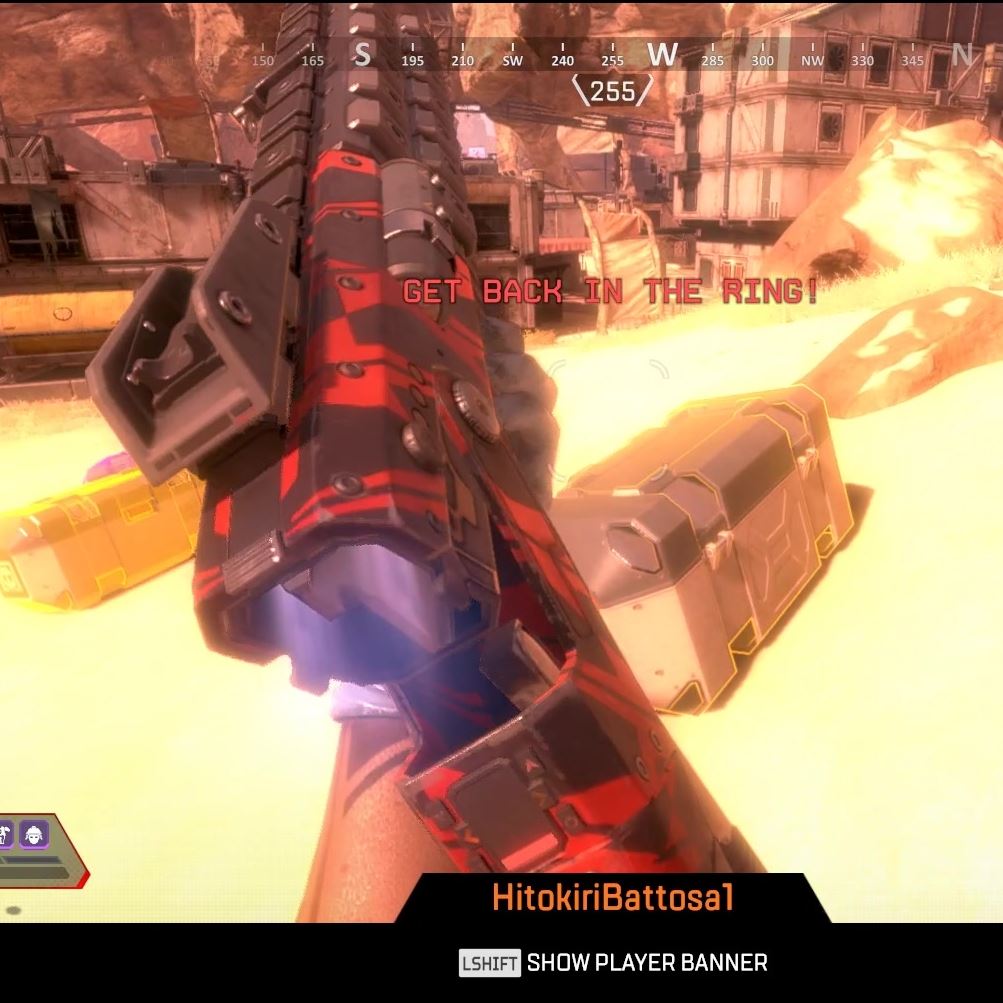 150 165 S 195 210 SW 240 255 W 285 300 NW 330 345 N
255
GET BACK IN THE RING!
HitokiriBattosa1
LSHIFT SHOW PLAYER BANNER